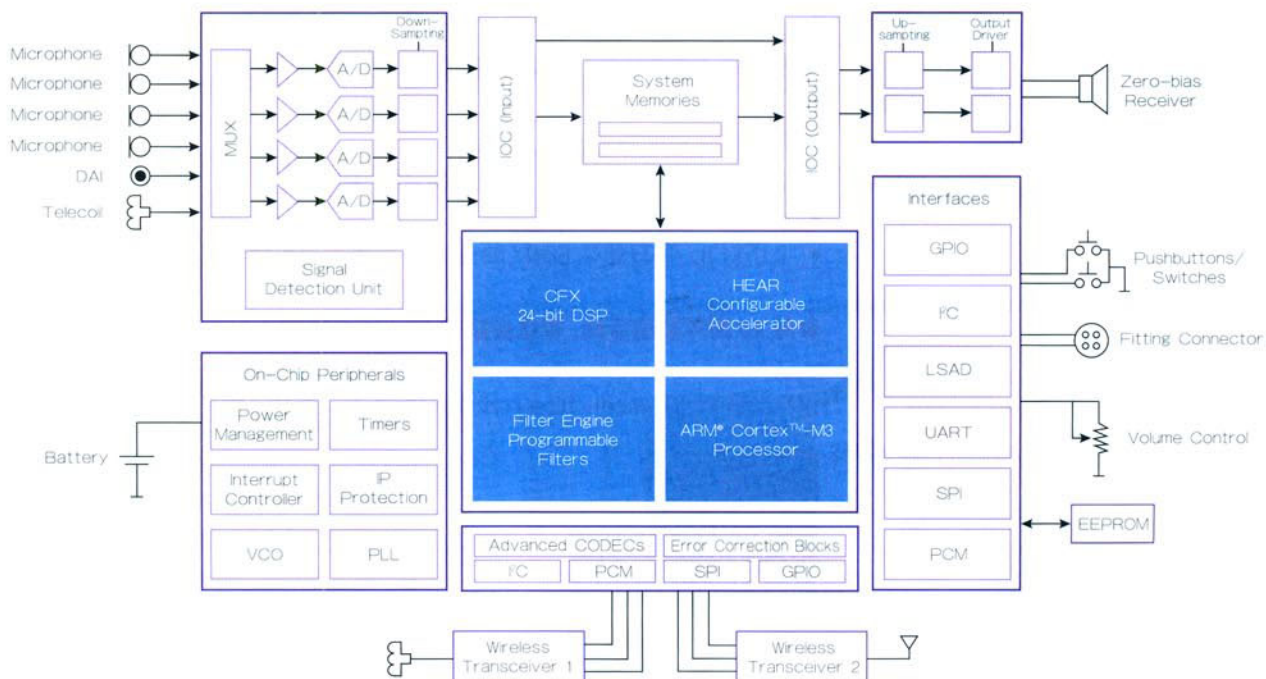 Microphone
Microphone
Microphone
Microphone
DAI
Telecoil
Down-
Sampting
MUX
A/D
A/D
A/D
A/D
Signal
Detection Unit
IOC (Input)
System
Memories
IOC (Output)
Up-
sampting
Output
Driver
Zero-bias
Receiver
CFX
24-bit DSP
HEAR
Configurable
Accelerator
Filter Engine
Programmable
Filters
ARM® Cortex™-M3
Processor
On-Chip Peripherals
Power
Management
Timers
Interrupt
Controller
IP
Protection
VCO
PLL
Battery
Interfaces
GPIO
I²C
LSAD
UART
SPI
PCM
Pushbuttons/
Switches
Fitting Connector
Volume Control
EEPROM
Advanced CODECs
Error Correction Blocks
I²C
PCM
SPI
GPIO
Wireless
Transceiver 1
Wireless
Transceiver 2